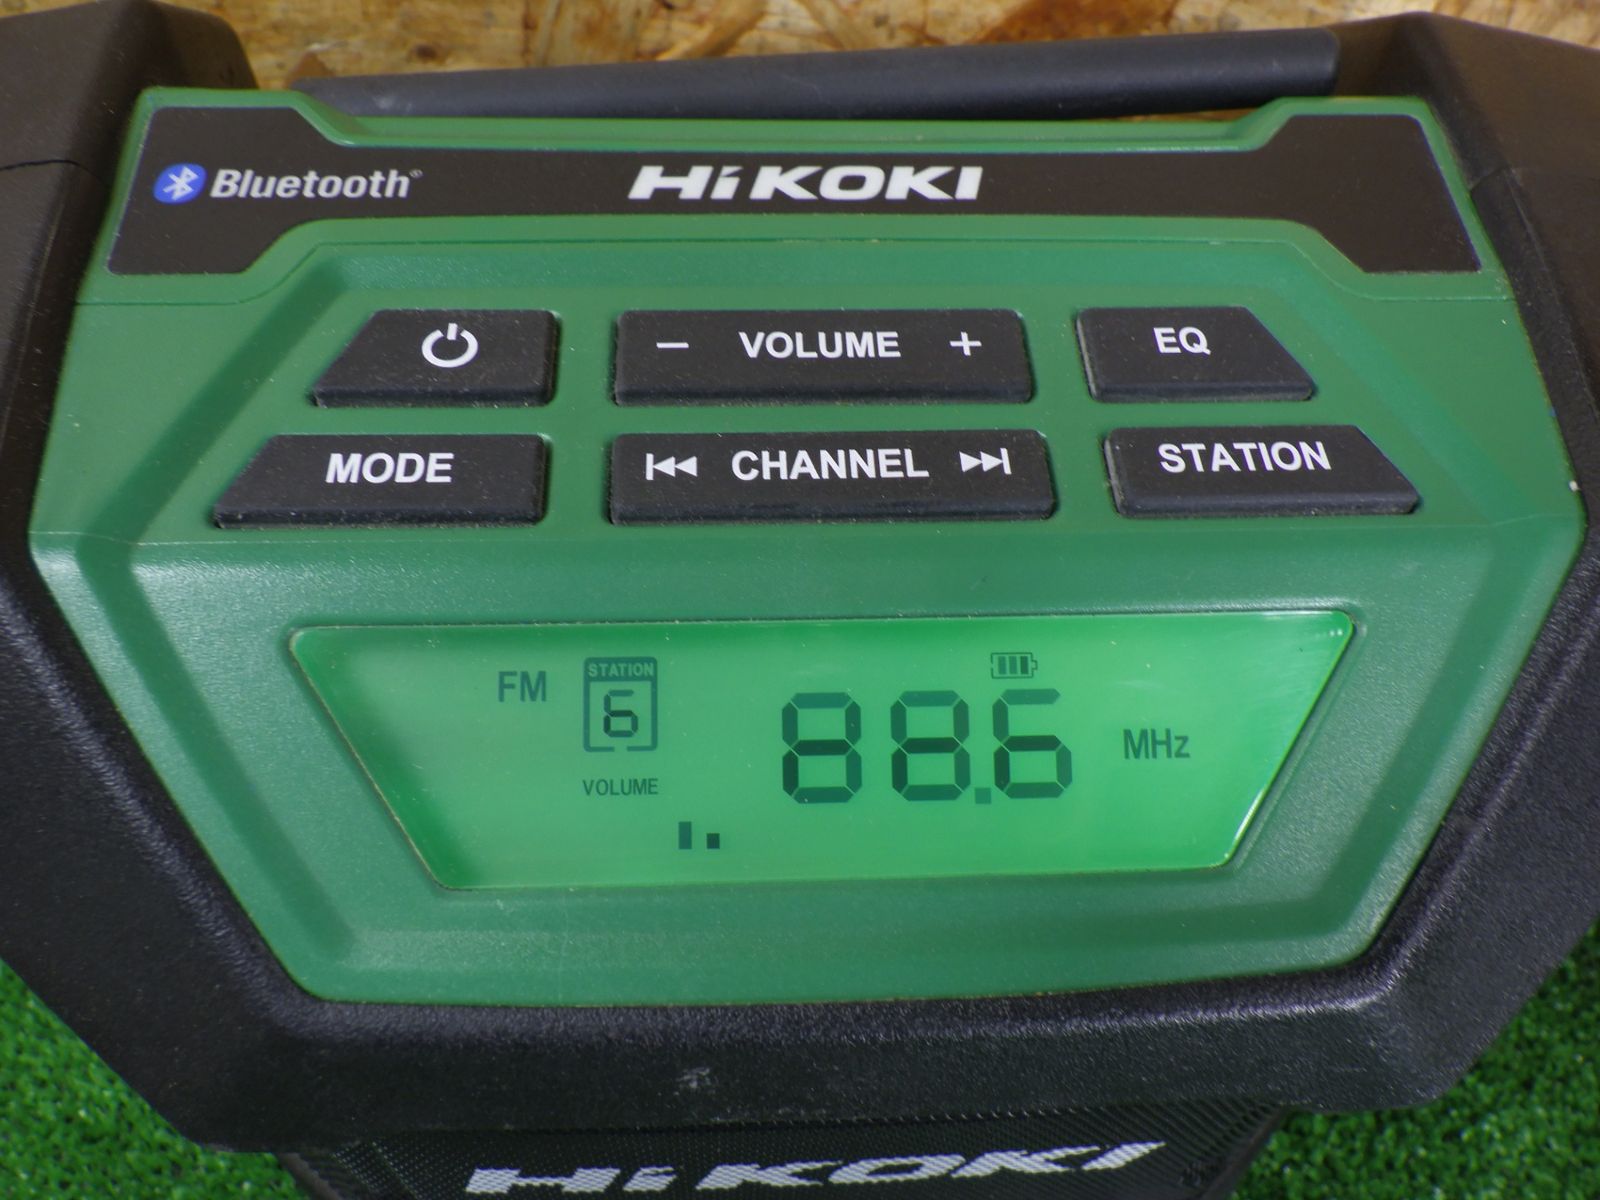 Bluetooth®
HiKOKI
− VOLUME +
EQ
MODE
CHANNEL
STATION
FM
STATION
6
88.6
MHz
VOLUME
HiKOKI